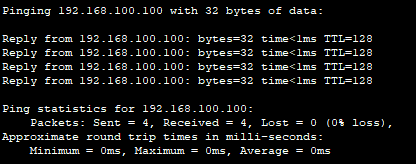 Pinging 192.168.100.100 with 32 bytes of data:
Reply from 192.168.100.100: bytes=32 time<1ms TTL=128
Reply from 192.168.100.100: bytes=32 time<1ms TTL=128
Reply from 192.168.100.100: bytes=32 time<1ms TTL=128
Reply from 192.168.100.100: bytes=32 time<1ms TTL=128
Ping statistics for 192.168.100.100:
Packets: Sent = 4, Received = 4, Lost = 0 (0% loss),
Approximate round trip times in milli-seconds:
Minimum = 0ms, Maximum = 0ms, Average = 0ms